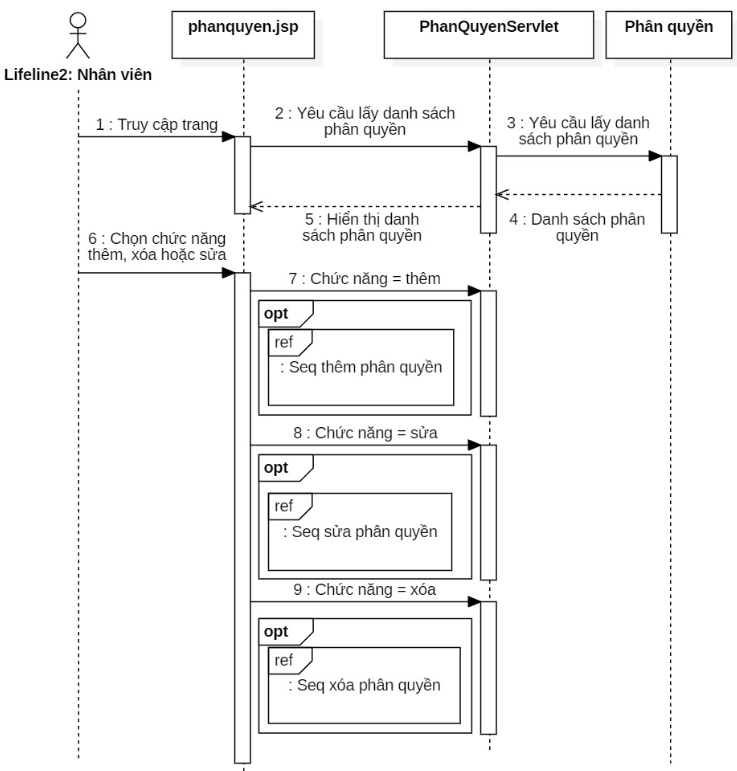 phanquyen.jsp
PhanQuyenServlet
Phân quyền
Lifeline2: Nhân viên
1 : Truy cập trang
2 : Yêu cầu lấy danh sách
phân quyền
3 : Yêu cầu lấy danh
sách phân quyền
4 : Danh sách phân
quyền
5 : Hiển thị danh
sách phân quyền
6 : Chọn chức năng
thêm, xóa hoặc sửa
7 : Chức năng = thêm
opt
ref
: Seq thêm phân quyền
8 : Chức năng = sửa
opt
ref
: Seq sửa phân quyền
9 : Chức năng = xóa
opt
ref
: Seq xóa phân quyền